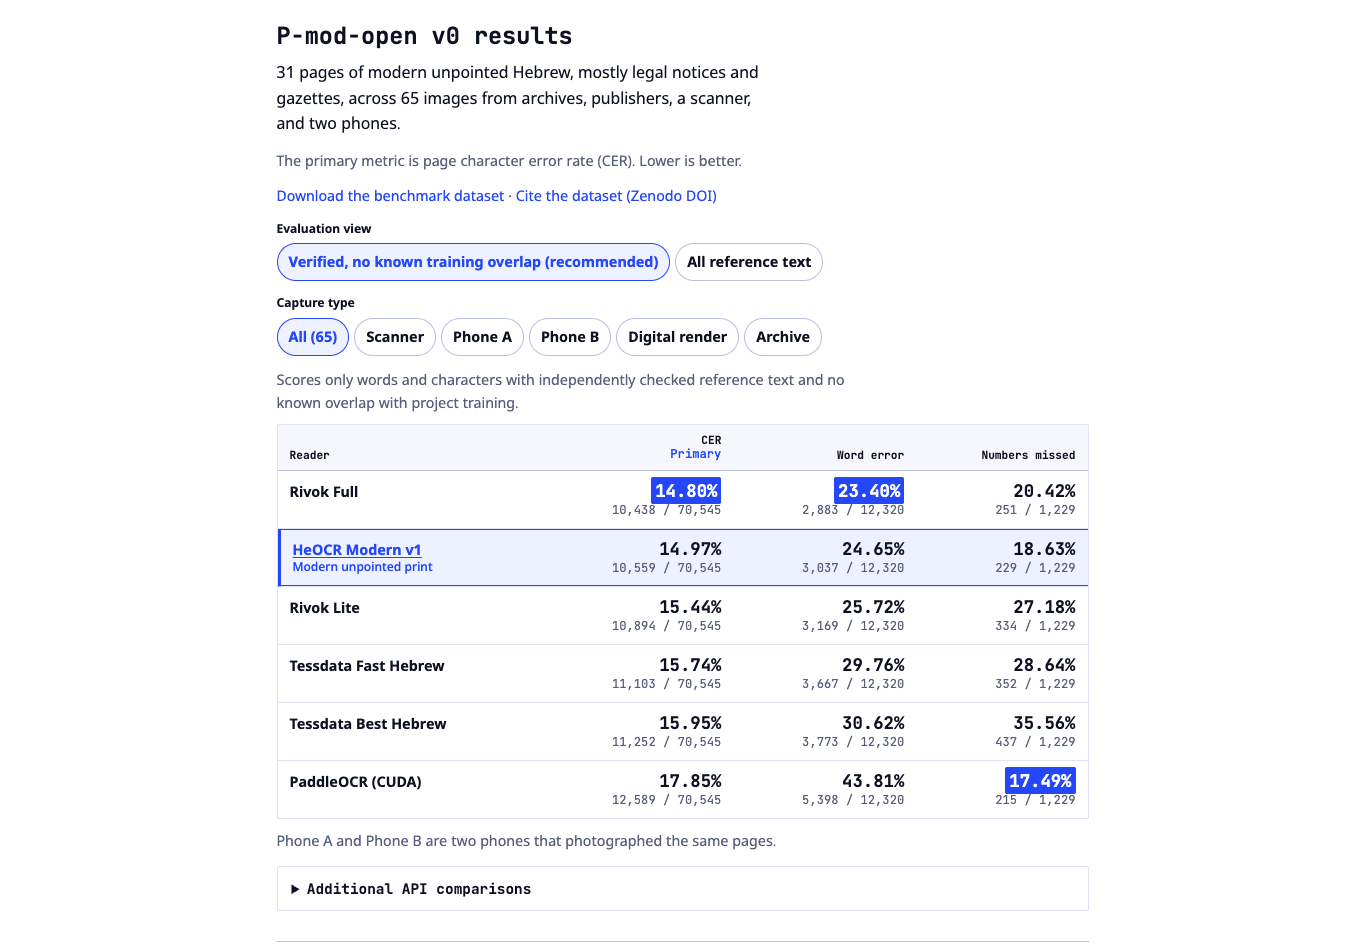 P-mod-open v0 results
31 pages of modern unpointed Hebrew, mostly legal notices and
gazettes, across 65 images from archives, publishers, a scanner,
and two phones.
The primary metric is page character error rate (CER). Lower is better.
Download the benchmark dataset · Cite the dataset (Zenodo DOI)
Evaluation view
Verified, no known training overlap (recommended) All reference text
Capture type
All (65) Scanner Phone A Phone B Digital render Archive
Scores only words and characters with independently checked reference text and no
known overlap with project training.
CER
Reader Primary Word error Numbers missed
Rivok Full 14.80% 23.40% 20.42%
10,438 / 70,545 2,883 / 12,320 251 / 1,229
HeOCR Modern v1 14.97% 24.65% 18.63%
Modern unpointed print 10,559 / 70,545 3,037 / 12,320 229 / 1,229
Rivok Lite 15.44% 25.72% 27.18%
10,894 / 70,545 3,169 / 12,320 334 / 1,229
Tessdata Fast Hebrew 15.74% 29.76% 28.64%
11,103 / 70,545 3,667 / 12,320 352 / 1,229
Tessdata Best Hebrew 15.95% 30.62% 35.56%
11,252 / 70,545 3,773 / 12,320 437 / 1,229
PaddleOCR (CUDA) 17.85% 43.81% 17.49%
12,589 / 70,545 5,398 / 12,320 215 / 1,229
Phone A and Phone B are two phones that photographed the same pages.
▶ Additional API comparisons